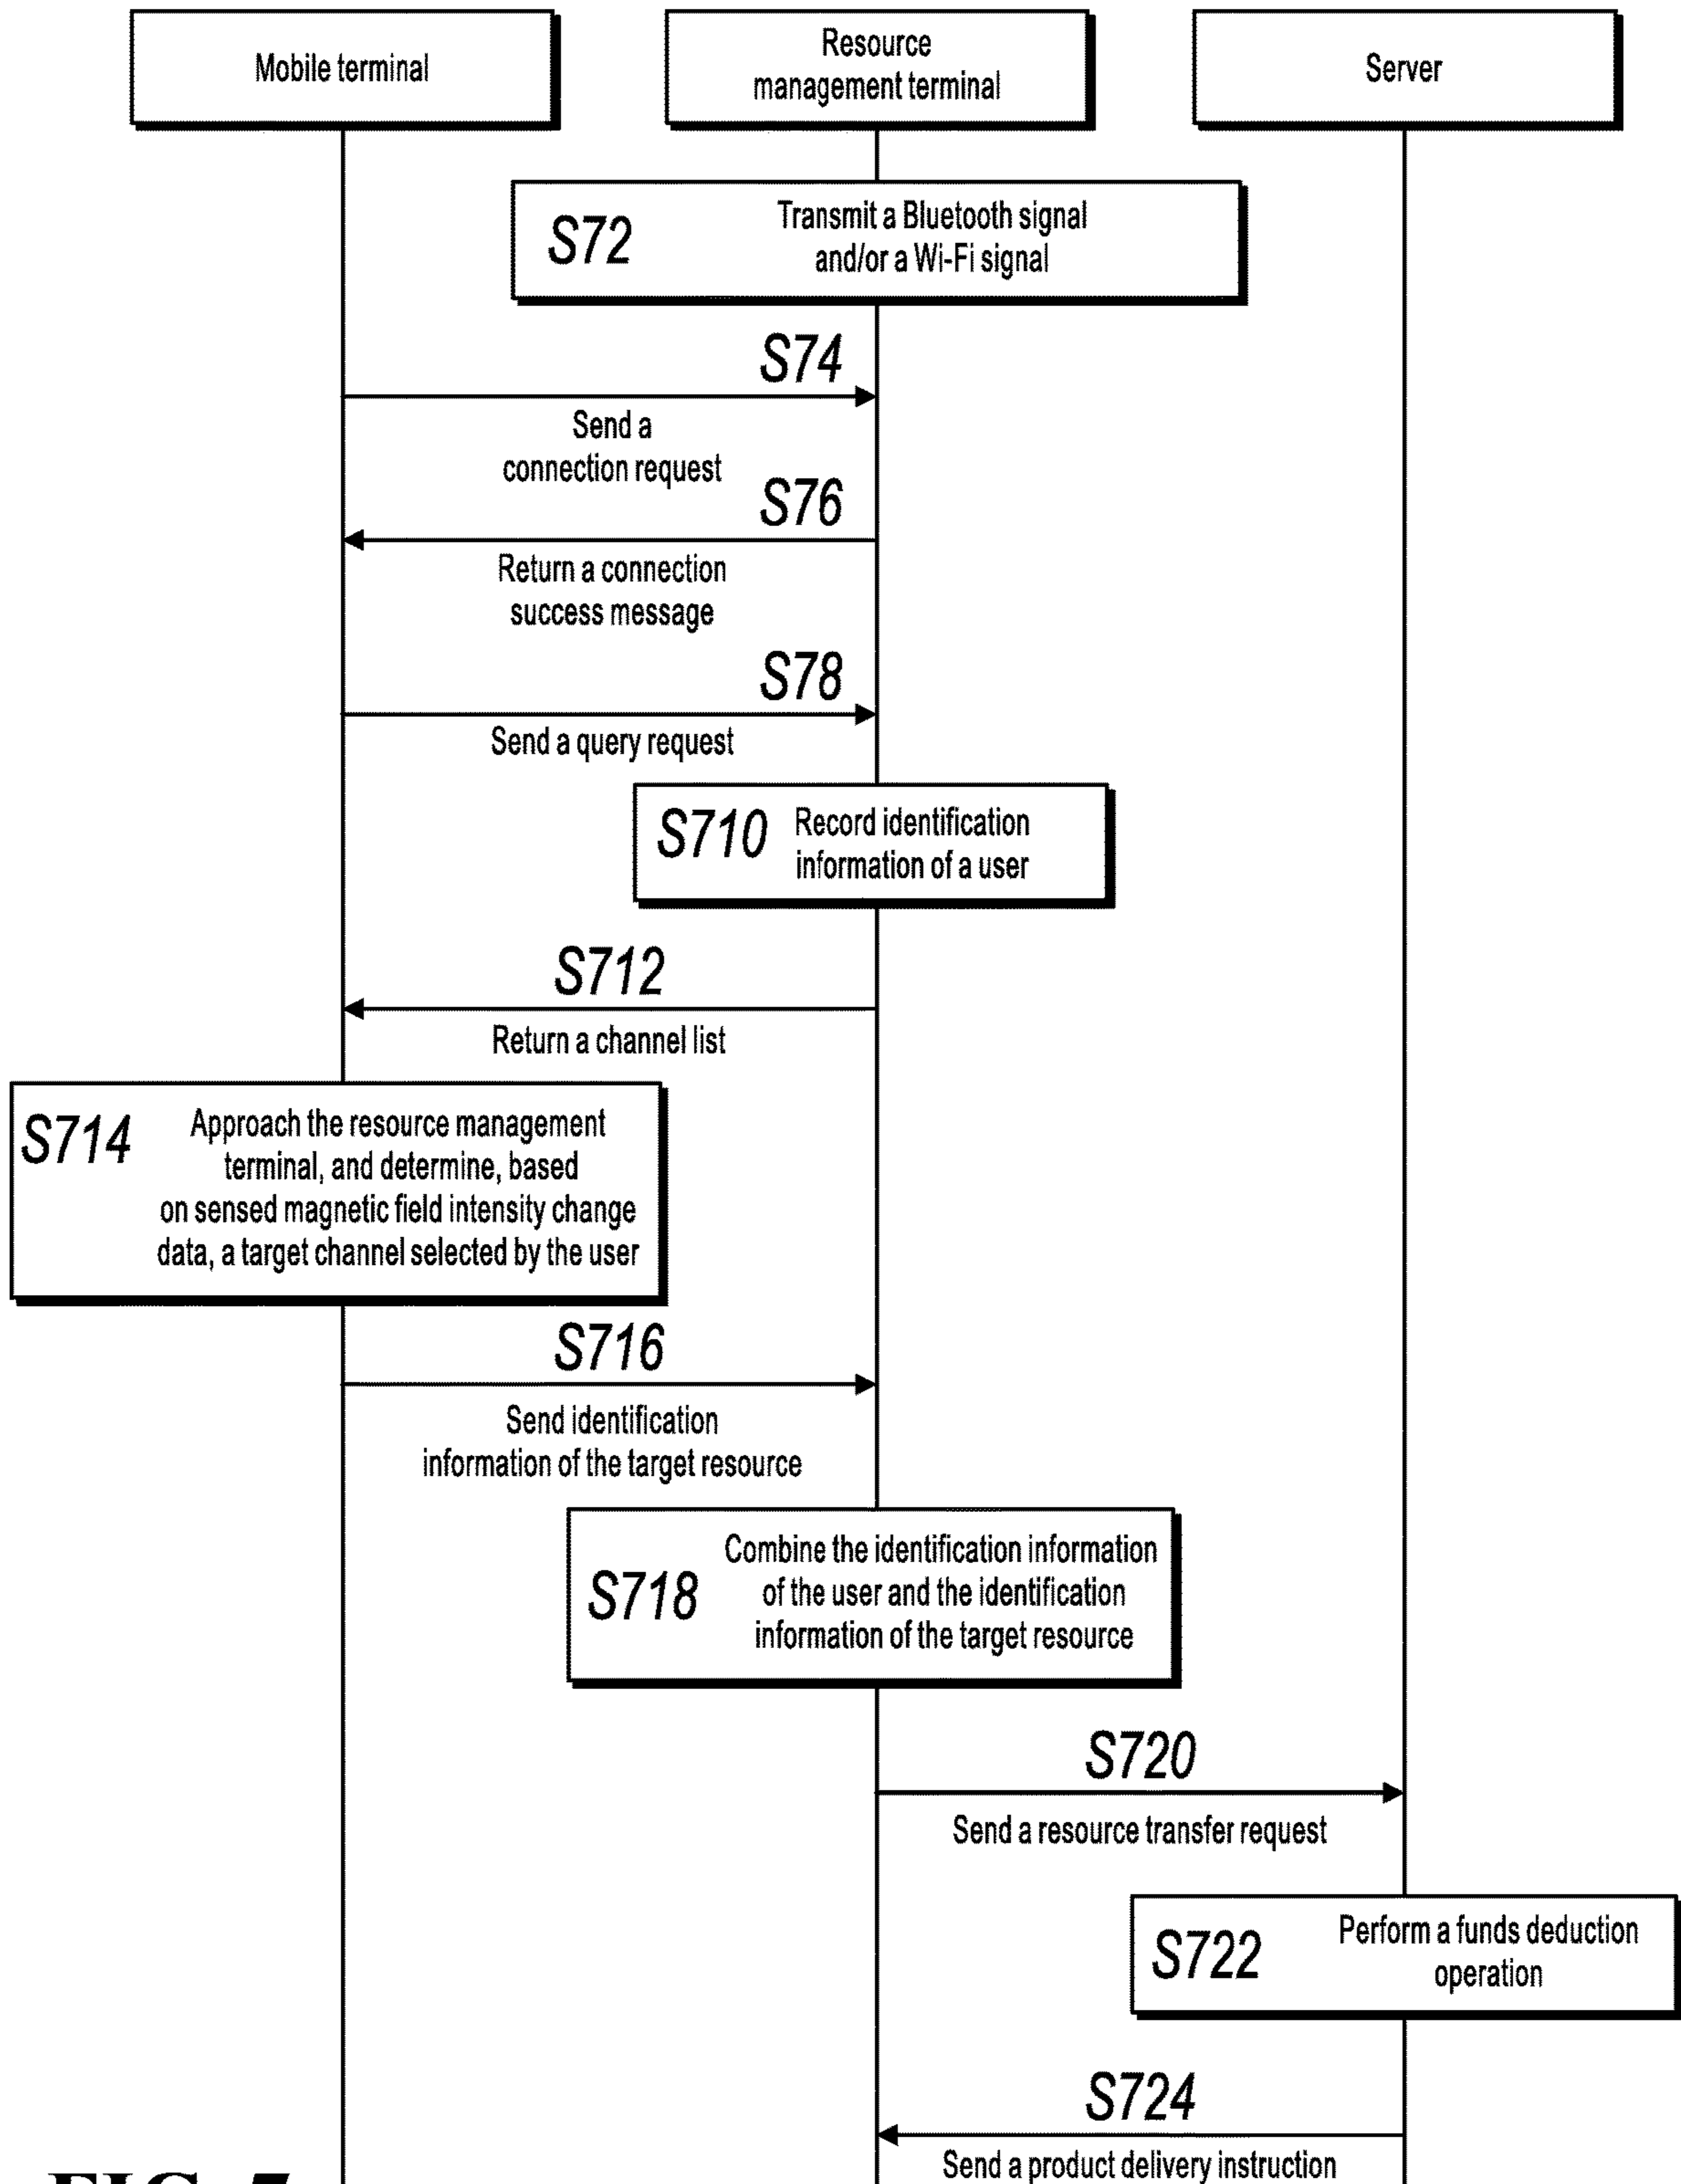 Mobile terminal
Resource
management terminal
Server
S72
Transmit a Bluetooth signal
and/or a Wi-Fi signal
S74
Send a
connection request
S76
Return a connection
success message
S78
Send a query request
S710
Record identification
information of a user
S712
Return a channel list
S714
Approach the resource management
terminal, and determine, based
on sensed magnetic field intensity change
data, a target channel selected by the user
S716
Send identification
information of the target resource
S718
Combine the identification information
of the user and the identification
information of the target resource
S720
Send a resource transfer request
S722
Perform a funds deduction
operation
S724
Send a product delivery instruction